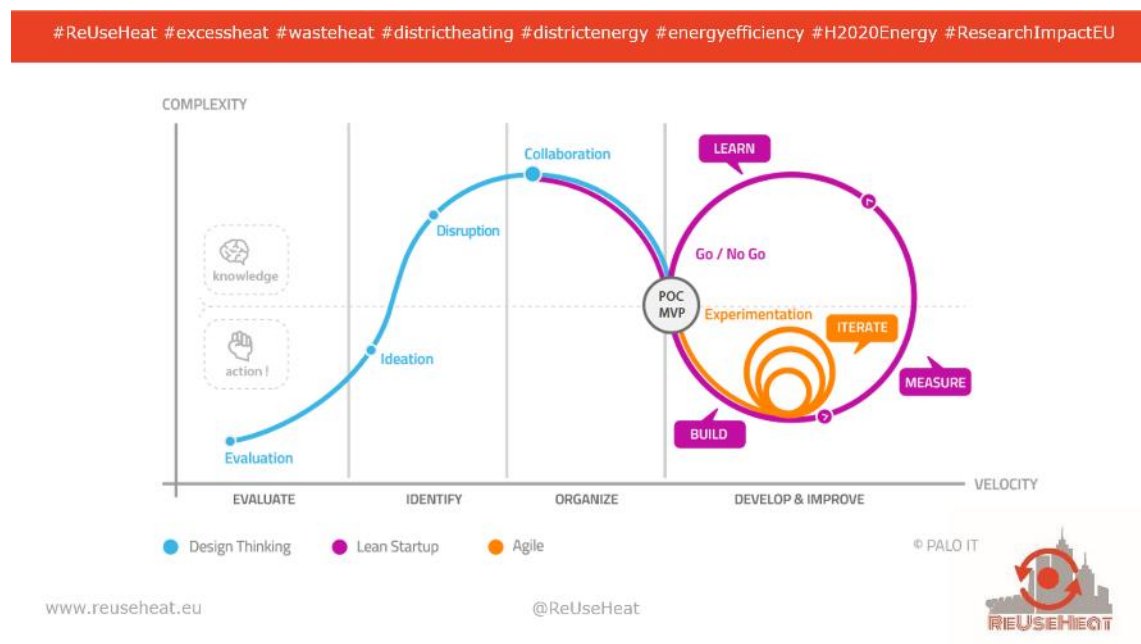 #ReUseHeat #excessheat #wasteheat #districtheating #districtenergy #energyefficiency #H2020Energy #ResearchImpactEU
COMPLEXITY
LEARN
Collaboration
Disruption
Go / No Go
knowledge
POC
MVP
Experimentation
ITERATE
action !
Ideation
MEASURE
BUILD
Evaluation
VELOCITY
EVALUATE
IDENTIFY
ORGANIZE
DEVELOP & IMPROVE
Design Thinking
Lean Startup
Agile
© PALO IT
www.reuseheat.eu
@ReUseHeat
REUSEHEAT